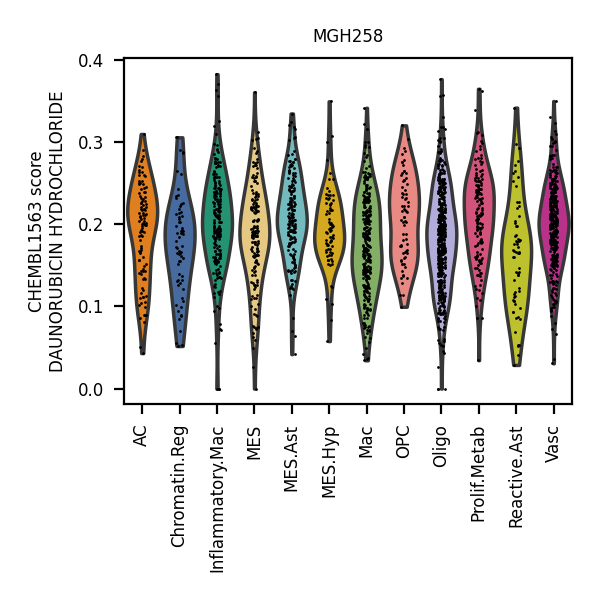 MGH258
CHEMBL1563 score
DAUNORUBICIN HYDROCHLORIDE
0.4
0.3
0.2
0.1
0.0
AC
Chromatin.Reg
Inflammatory.Mac
MES
MES.Ast
MES.Hyp
Mac
OPC
Oligo
Prolif.Metab
Reactive.Ast
Vasc